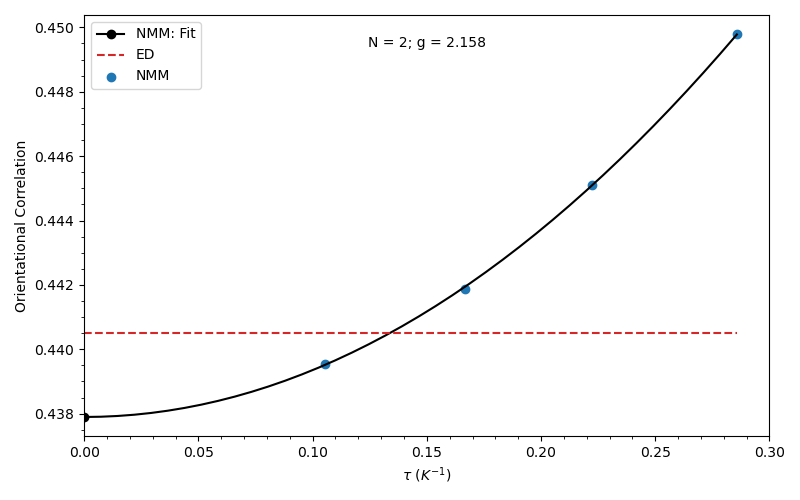 NMM: Fit
ED
NMM
N = 2; g = 2.158
Orientational Correlation
0.450
0.448
0.446
0.444
0.442
0.440
0.438
0.00 0.05 0.10 0.15 0.20 0.25 0.30
τ (K⁻¹)